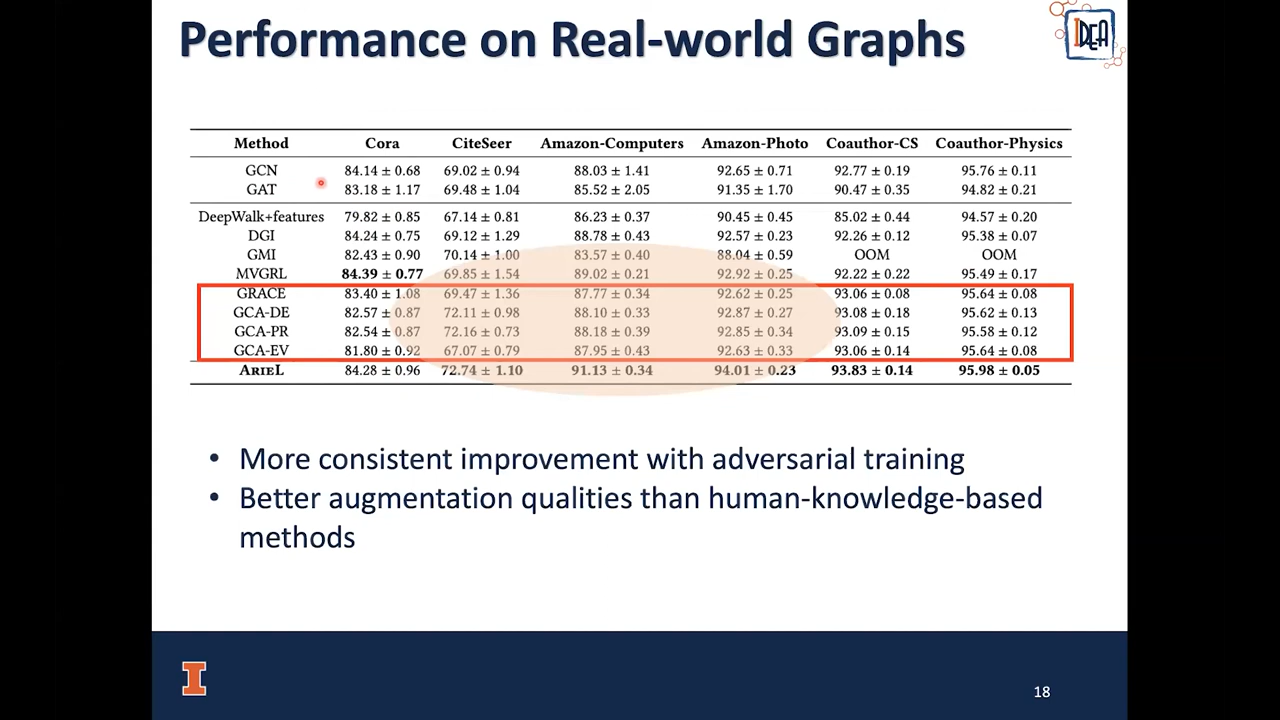 Performance on Real-world Graphs
IDEA
Method Cora CiteSeer Amazon-Computers Amazon-Photo Coauthor-CS Coauthor-Physics
GCN 84.14 ± 0.68 69.02 ± 0.94 88.03 ± 1.41 92.65 ± 0.71 92.77 ± 0.19 95.76 ± 0.11
GAT 83.18 ± 1.17 69.48 ± 1.04 85.52 ± 2.05 91.35 ± 1.70 90.47 ± 0.35 94.82 ± 0.21
DeepWalk+features 79.82 ± 0.85 67.14 ± 0.81 86.23 ± 0.37 90.45 ± 0.45 85.02 ± 0.44 94.57 ± 0.20
DGI 84.24 ± 0.75 69.12 ± 1.29 88.78 ± 0.43 92.57 ± 0.23 92.26 ± 0.12 95.38 ± 0.07
GMI 82.43 ± 0.90 70.14 ± 1.00 83.57 ± 0.40 88.04 ± 0.59 OOM OOM
MVGRL 84.39 ± 0.77 69.85 ± 1.54 89.02 ± 0.21 92.92 ± 0.25 92.22 ± 0.22 95.49 ± 0.17
GRACE 83.40 ± 1.08 69.47 ± 1.36 87.77 ± 0.34 92.62 ± 0.25 93.06 ± 0.08 95.64 ± 0.08
GCA-DE 82.57 ± 0.87 72.11 ± 0.98 88.10 ± 0.33 92.87 ± 0.27 93.08 ± 0.18 95.62 ± 0.13
GCA-PR 82.54 ± 0.87 72.16 ± 0.73 88.18 ± 0.39 92.85 ± 0.34 93.09 ± 0.15 95.58 ± 0.12
GCA-EV 81.80 ± 0.92 67.07 ± 0.79 87.95 ± 0.43 92.63 ± 0.33 93.06 ± 0.14 95.64 ± 0.08
ARIEL 84.28 ± 0.96 72.74 ± 1.10 91.13 ± 0.34 94.01 ± 0.23 93.83 ± 0.14 95.98 ± 0.05
• More consistent improvement with adversarial training
• Better augmentation qualities than human-knowledge-based
methods
I
18